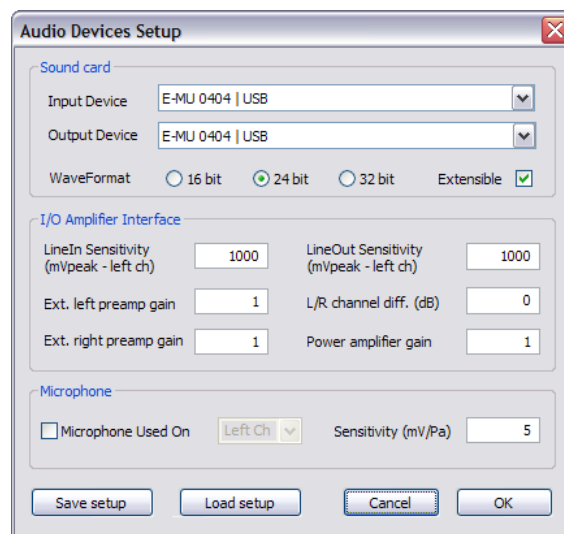 Audio Devices Setup
Sound card
Input Device E-MU 0404 | USB
Output Device E-MU 0404 | USB
WaveFormat 16 bit 24 bit 32 bit Extensible
I/O Amplifier Interface
LineIn Sensitivity
(mVpeak - left ch) 1000
LineOut Sensitivity
(mVpeak - left ch) 1000
Ext. left preamp gain 1
L/R channel diff. (dB) 0
Ext. right preamp gain 1
Power amplifier gain 1
Microphone
Microphone Used On Left Ch Sensitivity (mV/Pa) 5
Save setup Load setup Cancel OK